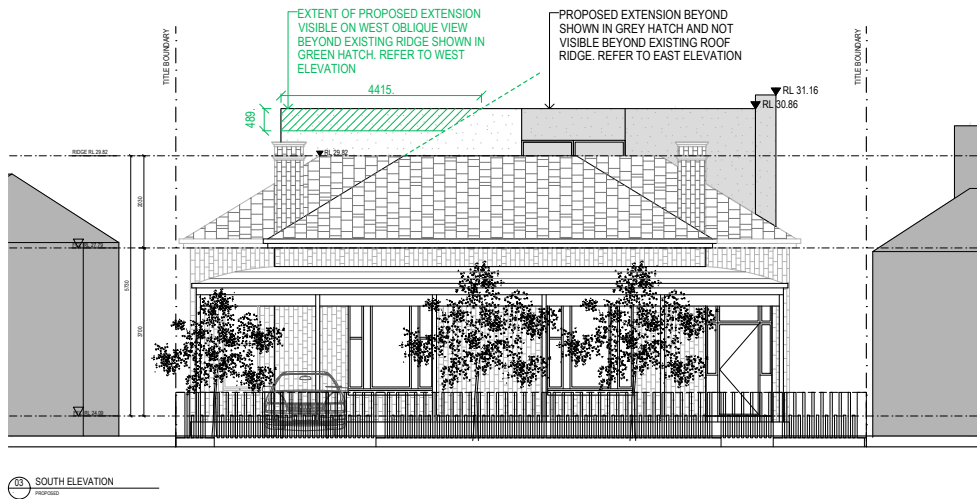 EXTENT OF PROPOSED EXTENSION
VISIBLE ON WEST OBLIQUE VIEW
BEYOND EXISTING RIDGE SHOWN IN
GREEN HATCH. REFER TO WEST
ELEVATION
PROPOSED EXTENSION BEYOND
SHOWN IN GREY HATCH AND NOT
VISIBLE BEYOND EXISTING ROOF
RIDGE. REFER TO EAST ELEVATION
TITLE BOUNDARY
TITLE BOUNDARY
4415.
489.
RL 31.16
RL 30.86
RIDGE RL 29.82
RL 29.82
5750
3700
03
SOUTH ELEVATION
PROPOSED